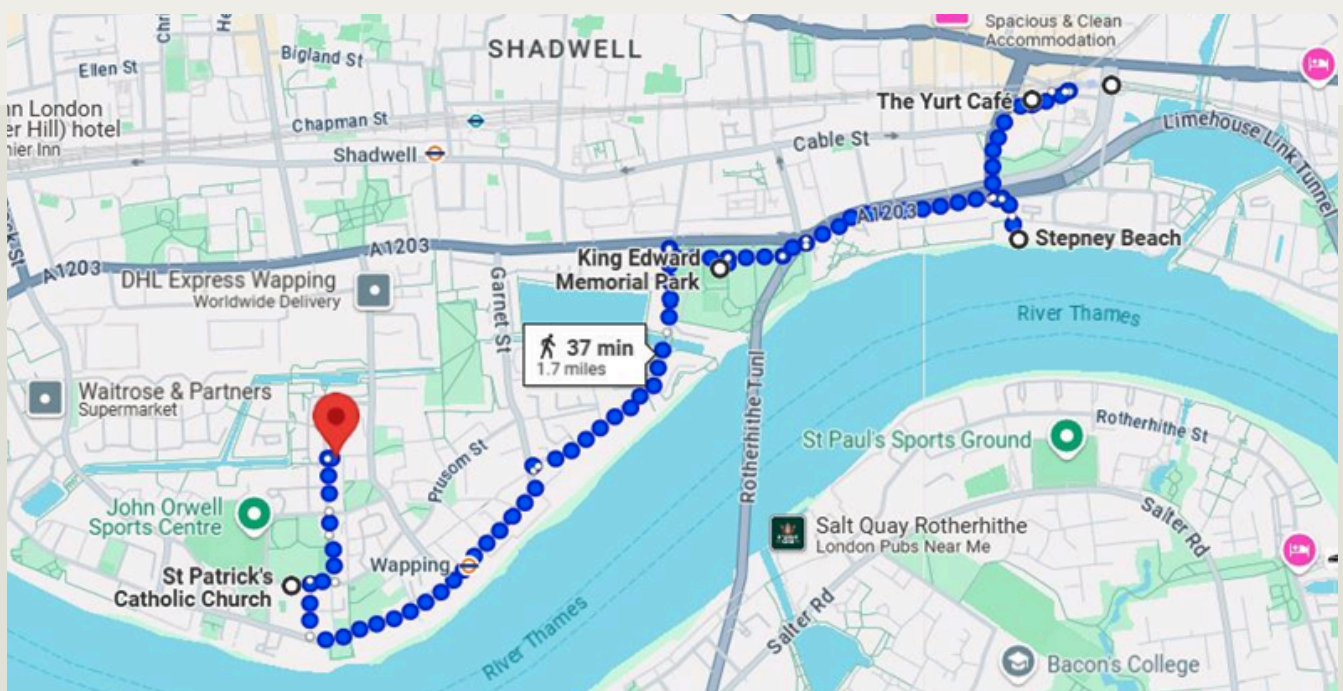 Spacious & Clean
Accommodation
SHADWELL
Bigland St
Ellen St
The Yurt Café
Chapman St
Cable St
Limehouse Link Tunnel
Shadwell
hotel
A1203
A1203
A1203
Stepney Beach
King Edward
Memorial Park
DHL Express Wapping
Worldwide Delivery
Garnet St
River Thames
37 min
1.7 miles
Waitrose & Partners
Supermarket
Rotherhithe Tunl
Rotherhithe St
St Paul's Sports Ground
Prusom St
John Orwell
Sports Centre
Salter Rd
Salt Quay Rotherhithe
London Pubs Near Me
Wapping
St Patrick's
Catholic Church
River Thames
Salter Rd
Bacon's College